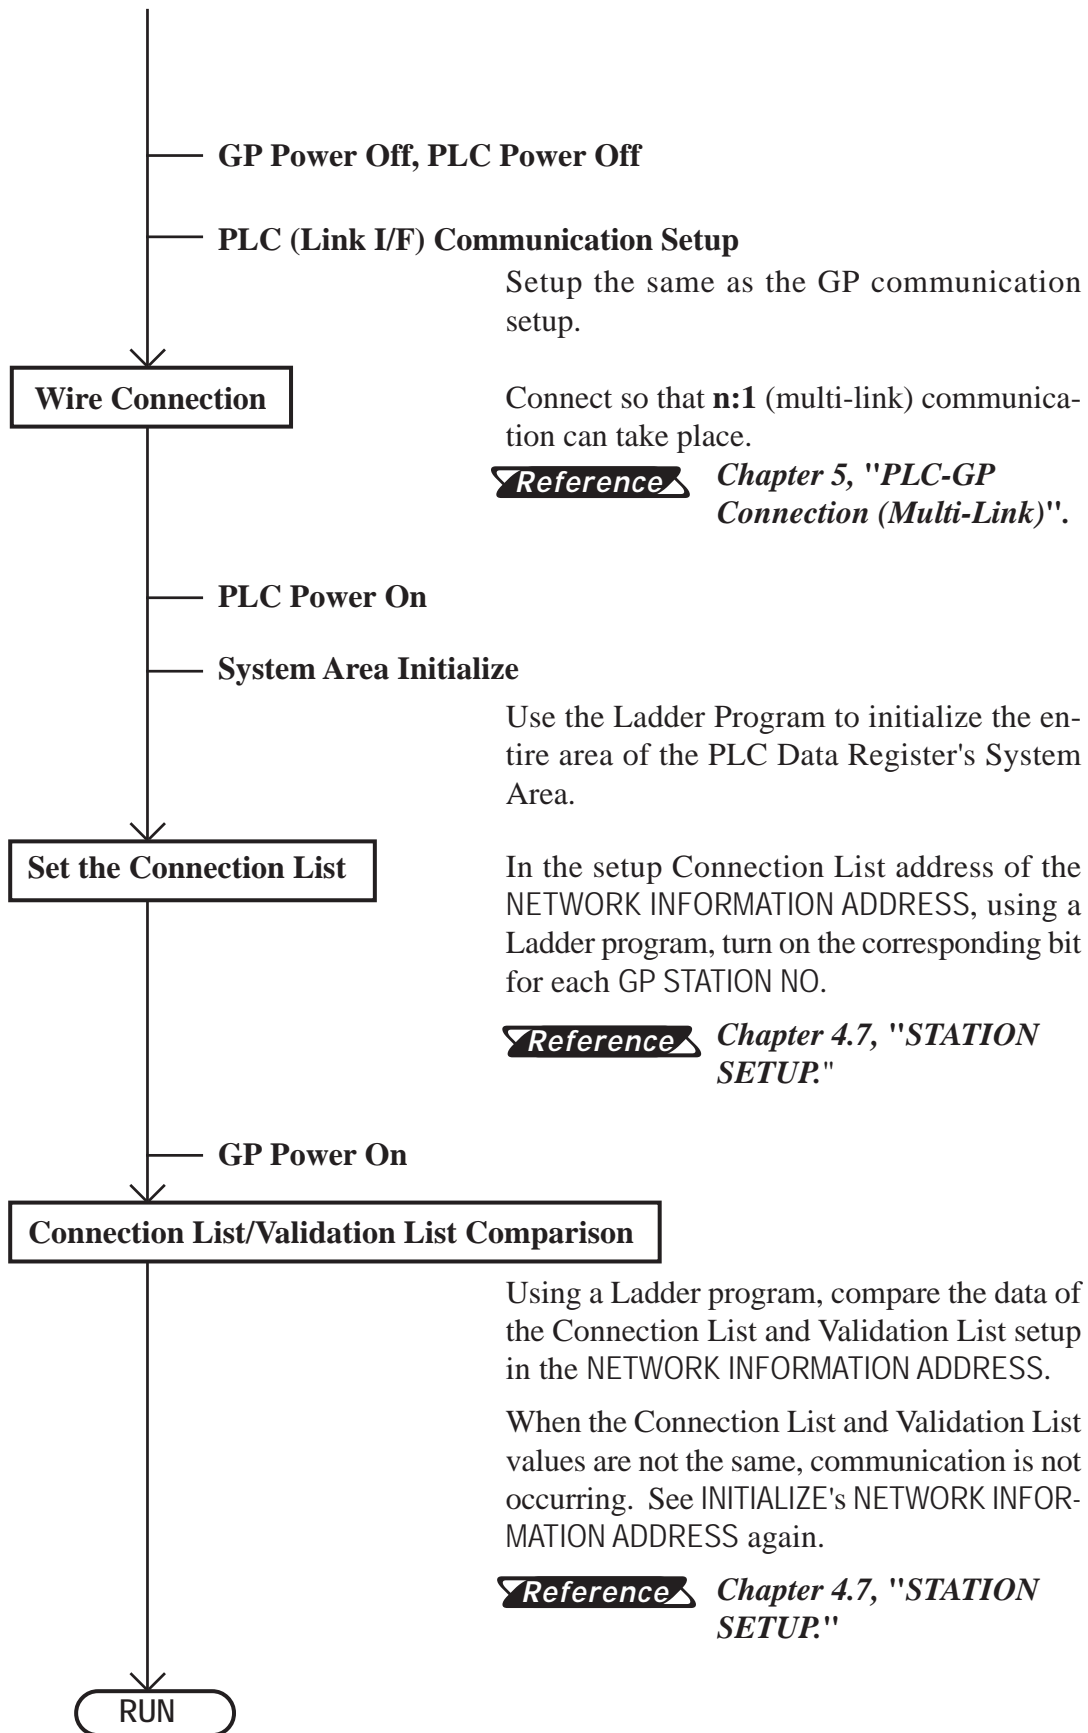 GP Power Off, PLC Power Off
PLC (Link I/F) Communication Setup
Setup the same as the GP communication
setup.
Wire Connection
Connect so that n:1 (multi-link) communica-
tion can take place.
Reference Chapter 5, "PLC-GP
Connection (Multi-Link)".
PLC Power On
System Area Initialize
Use the Ladder Program to initialize the en-
tire area of the PLC Data Register's System
Area.
Set the Connection List
In the setup Connection List address of the
NETWORK INFORMATION ADDRESS, using a
Ladder program, turn on the corresponding bit
for each GP STATION NO.
Reference Chapter 4.7, "STATION
SETUP."
GP Power On
Connection List/Validation List Comparison
Using a Ladder program, compare the data of
the Connection List and Validation List setup
in the NETWORK INFORMATION ADDRESS.
When the Connection List and Validation List
values are not the same, communication is not
occurring. See INITIALIZE's NETWORK INFOR-
MATION ADDRESS again.
Reference Chapter 4.7, "STATION
SETUP."
RUN